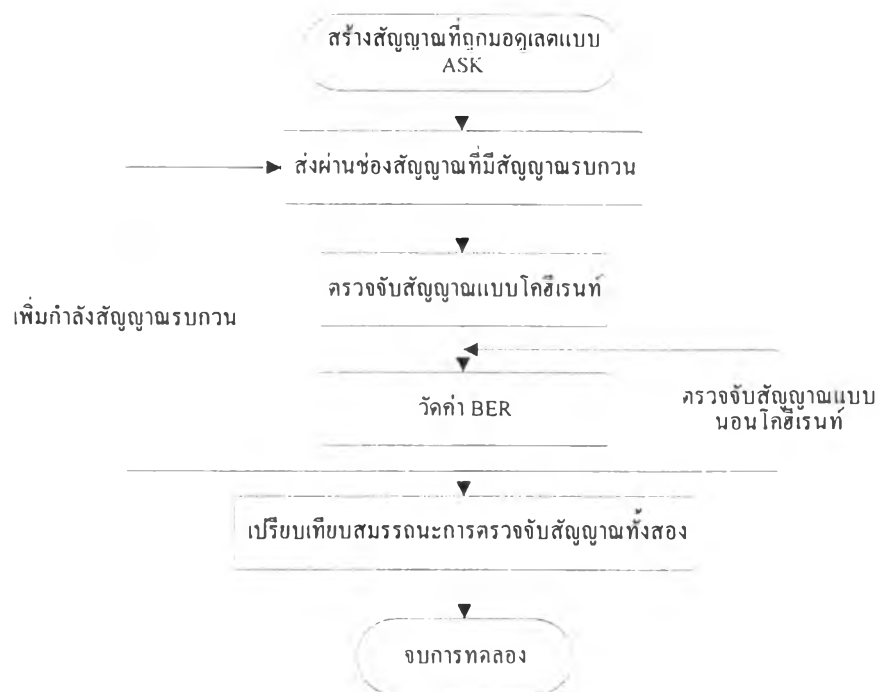 สร้างสัญญาณที่ถูกมอดูเลตแบบ
ASK
ส่งผ่านช่องสัญญาณที่มีสัญญาณรบกวน
ตรวจจับสัญญาณแบบโคฮีเรนท์
เพิ่มกำลังสัญญาณรบกวน
วัดค่า BER
ตรวจจับสัญญาณแบบ
นอนโคฮีเรนท์
เปรียบเทียบสมรรถนะการตรวจจับสัญญาณทั้งสอง
จบการทดลอง